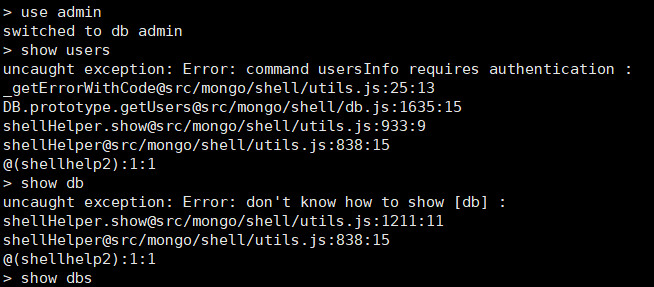 > use admin
switched to db admin
> show users
uncaught exception: Error: command usersInfo requires authentication :
_getErrorWithCode@src/mongo/shell/utils.js:25:13
DB.prototype.getUsers@src/mongo/shell/db.js:1635:15
shellHelper.show@src/mongo/shell/utils.js:933:9
shellHelper@src/mongo/shell/utils.js:838:15
@(shellhelp2):1:1
> show db
uncaught exception: Error: don't know how to show [db] :
shellHelper.show@src/mongo/shell/utils.js:1211:11
shellHelper@src/mongo/shell/utils.js:838:15
@(shellhelp2):1:1
> show dbs